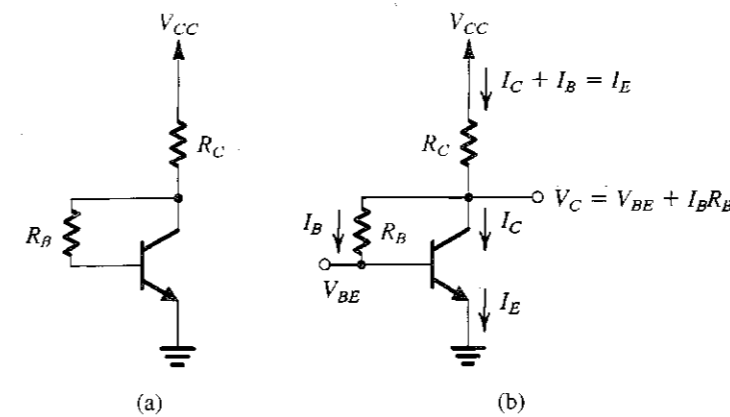 V_CC
R_C
R_B
(a)
V_CC
I_C + I_B = I_E
R_C
V_C = V_BE + I_B R_B
I_B
R_B
I_C
V_BE
I_E
(b)